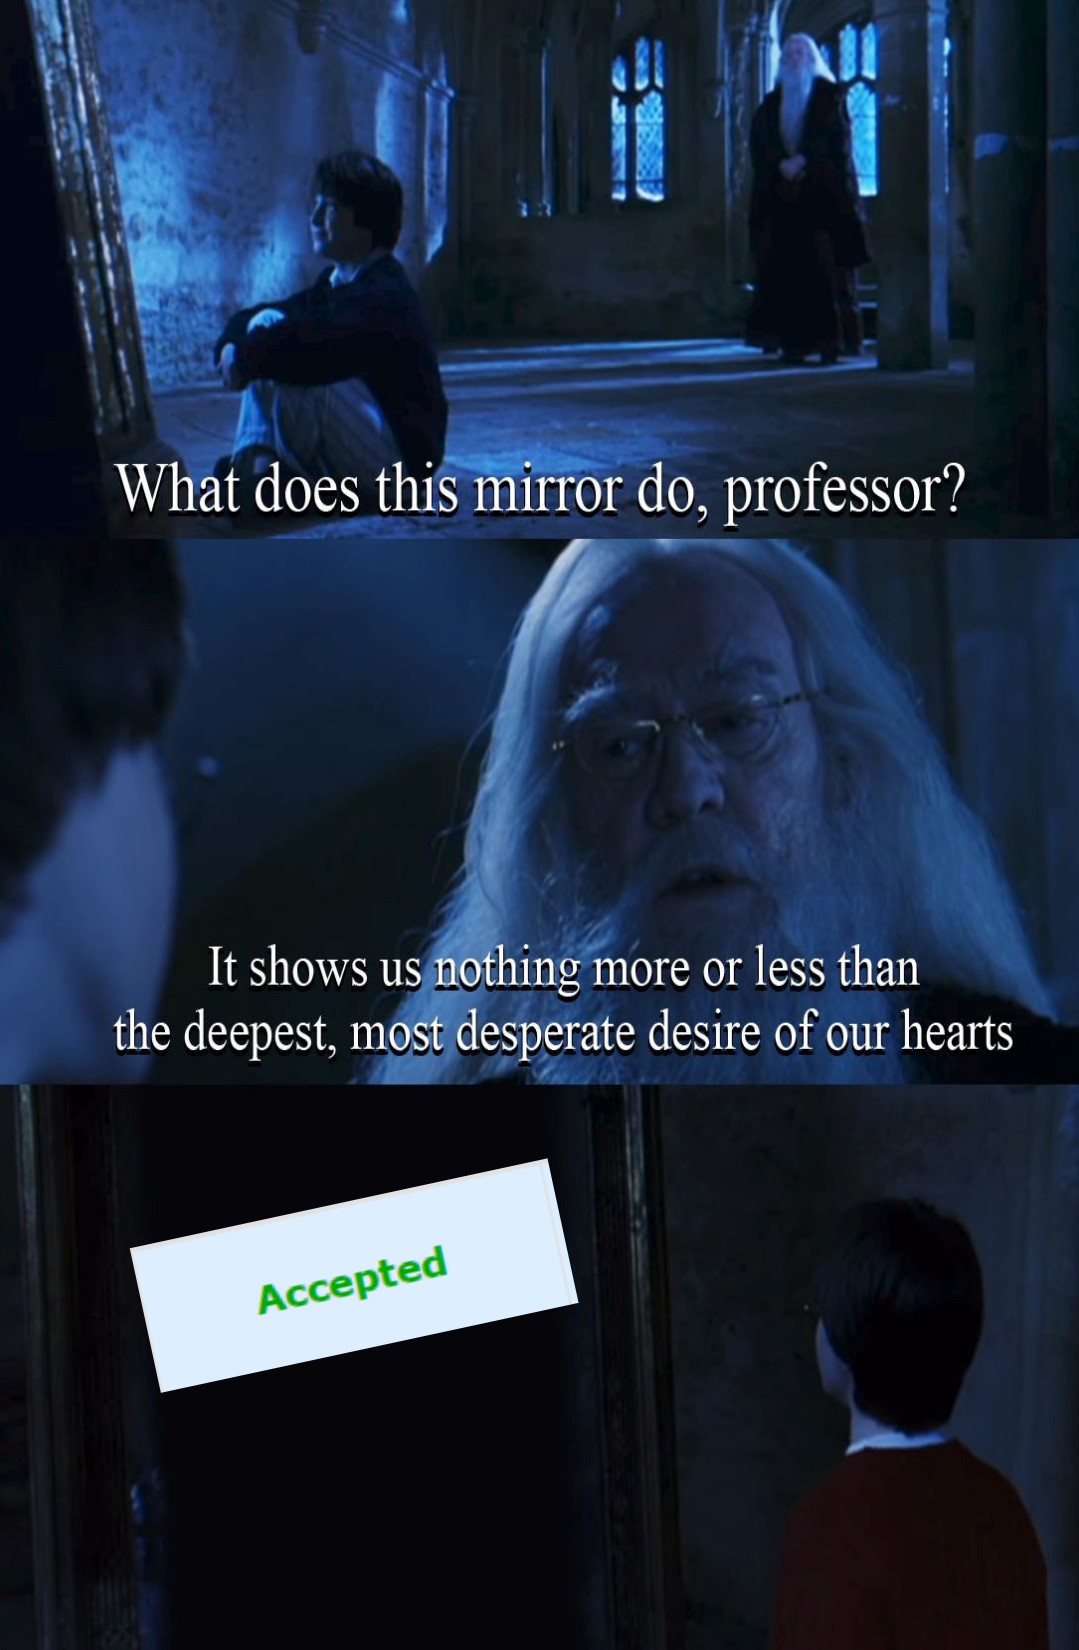 What does this mirror do, professor?
It shows us nothing more or less than
the deepest, most desperate desire of our hearts
Accepted